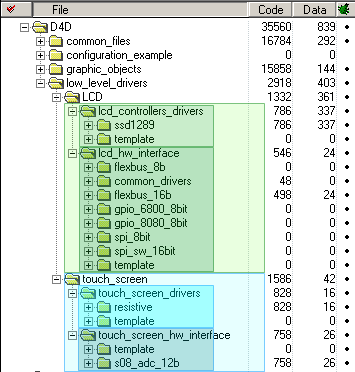 File Code Data
D4D 35560 839
common_files 16784 292
configuration_example 0 0
graphic_objects 15858 144
low_level_drivers 2918 403
LCD 1332 361
lcd_controllers_drivers 786 337
ssd1289 786 337
template 0 0
lcd_hw_interface 546 24
flexbus_8b 0 0
common_drivers 48 0
flexbus_16b 498 24
gpio_6800_8bit 0 0
gpio_8080_8bit 0 0
spi_8bit 0 0
spi_sw_16bit 0 0
template 0 0
touch_screen 1586 42
touch_screen_drivers 828 16
resistive 828 16
template 0 0
touch_screen_hw_interface 758 26
template 0 0
s08_adc_12b 758 26